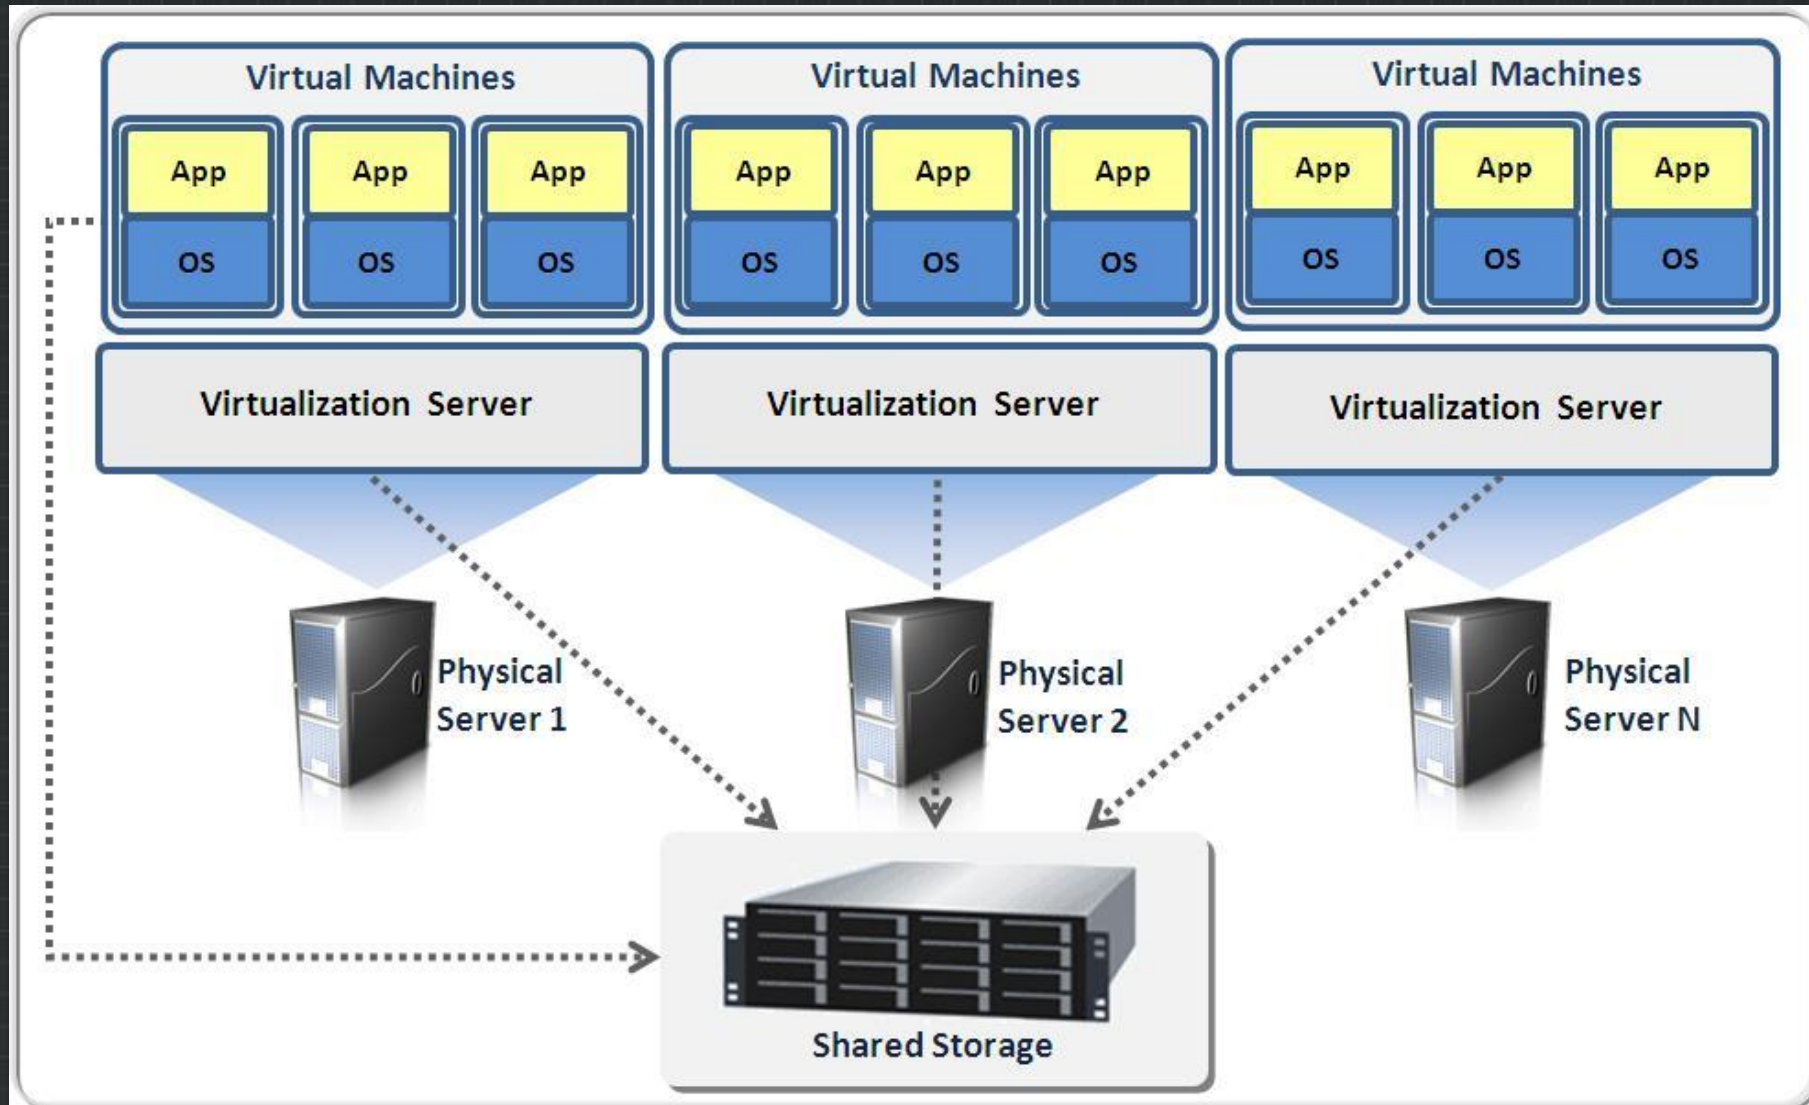 Virtual Machines
Virtual Machines
Virtual Machines
App
App
App
App
App
App
App
App
App
OS
OS
OS
OS
OS
OS
OS
OS
OS
Virtualization Server
Virtualization Server
Virtualization Server
Physical
Server 1
Physical
Server 2
Physical
Server N
Shared Storage